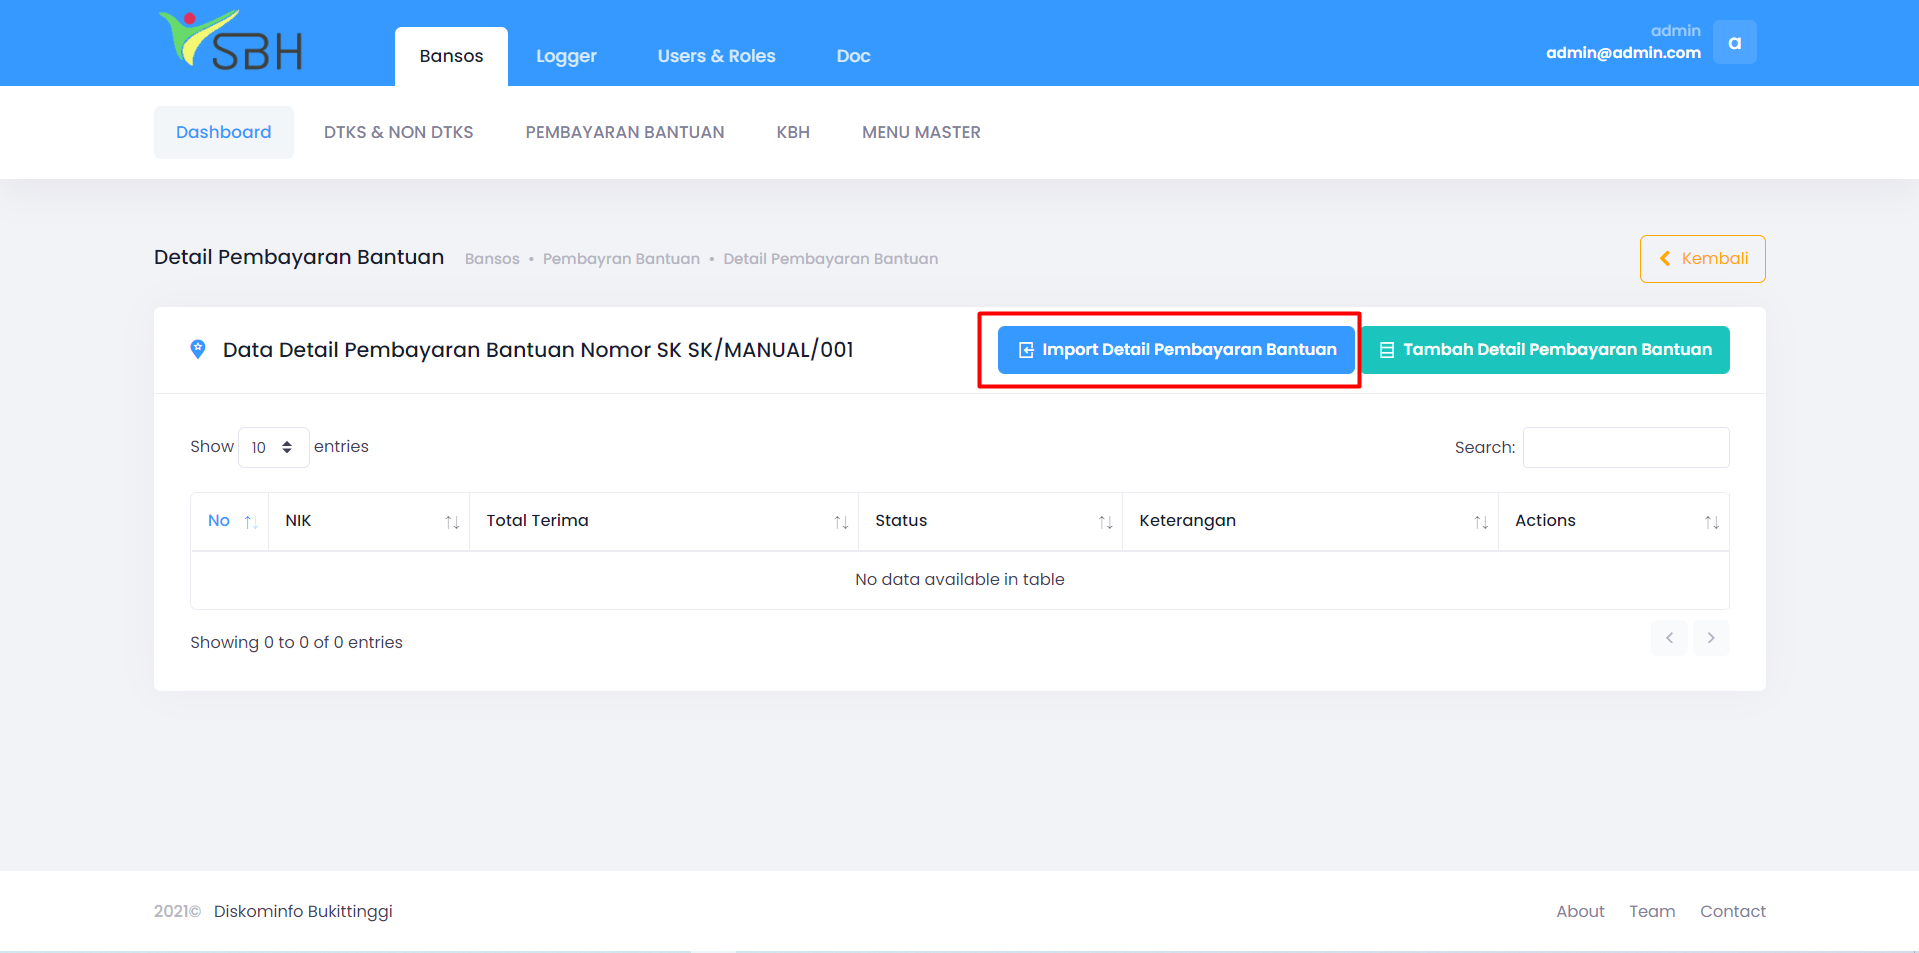 SBH
Bansos Logger Users & Roles Doc
admin
admin@admin.com
a
Dashboard DTKS & NON DTKS PEMBAYARAN BANTUAN KBH MENU MASTER
Detail Pembayaran Bantuan Bansos • Pembayran Bantuan • Detail Pembayaran Bantuan Kembali
Data Detail Pembayaran Bantuan Nomor SK SK/MANUAL/001 Import Detail Pembayaran Bantuan Tambah Detail Pembayaran Bantuan
Show 10 entries Search:
No NIK Total Terima Status Keterangan Actions
No data available in table
Showing 0 to 0 of 0 entries
2021© Diskominfo Bukittinggi About Team Contact